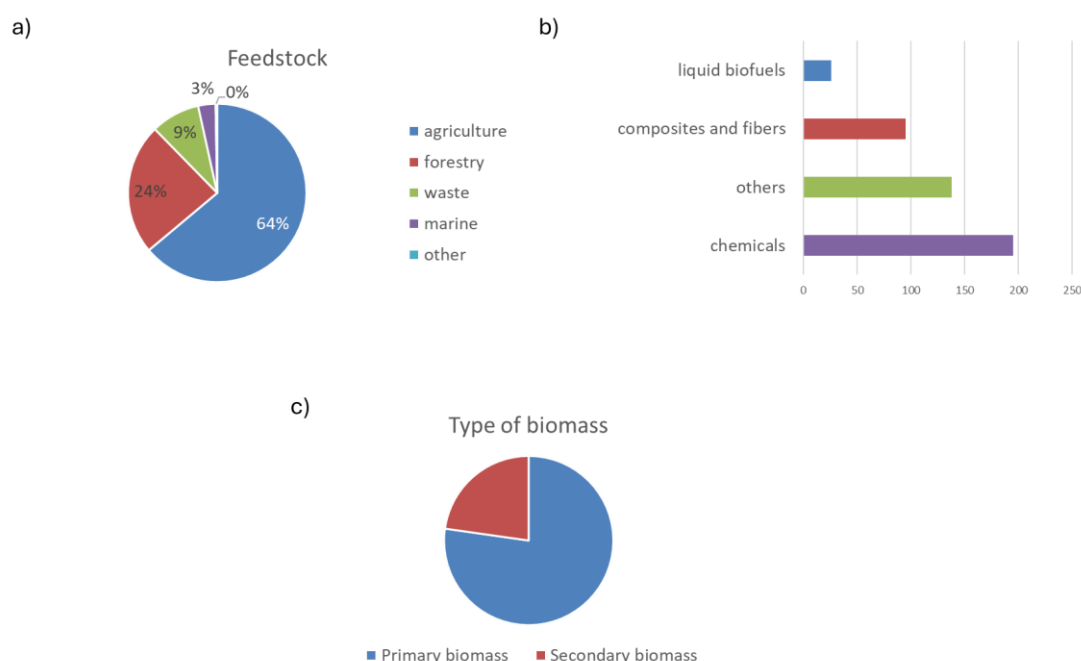 a)
Feedstock
3%
0%
9%
24%
64%
agriculture
forestry
waste
marine
other
b)
liquid biofuels
composites and fibers
others
chemicals
0 50 100 150 200 250
c)
Type of biomass
Primary biomass Secondary biomass